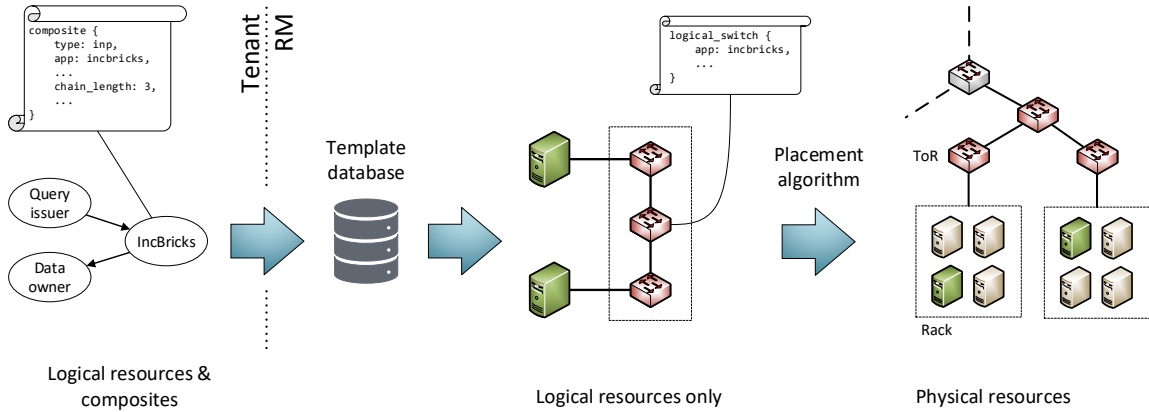 composite {
type: inp,
app: incbricks,
...
chain_length: 3,
...
}
Tenant
RM
Query
issuer
IncBricks
Data
owner
Template
database
logical_switch {
app: incbricks,
...
}
Placement
algorithm
ToR
Rack
Logical resources &
composites
Logical resources only
Physical resources